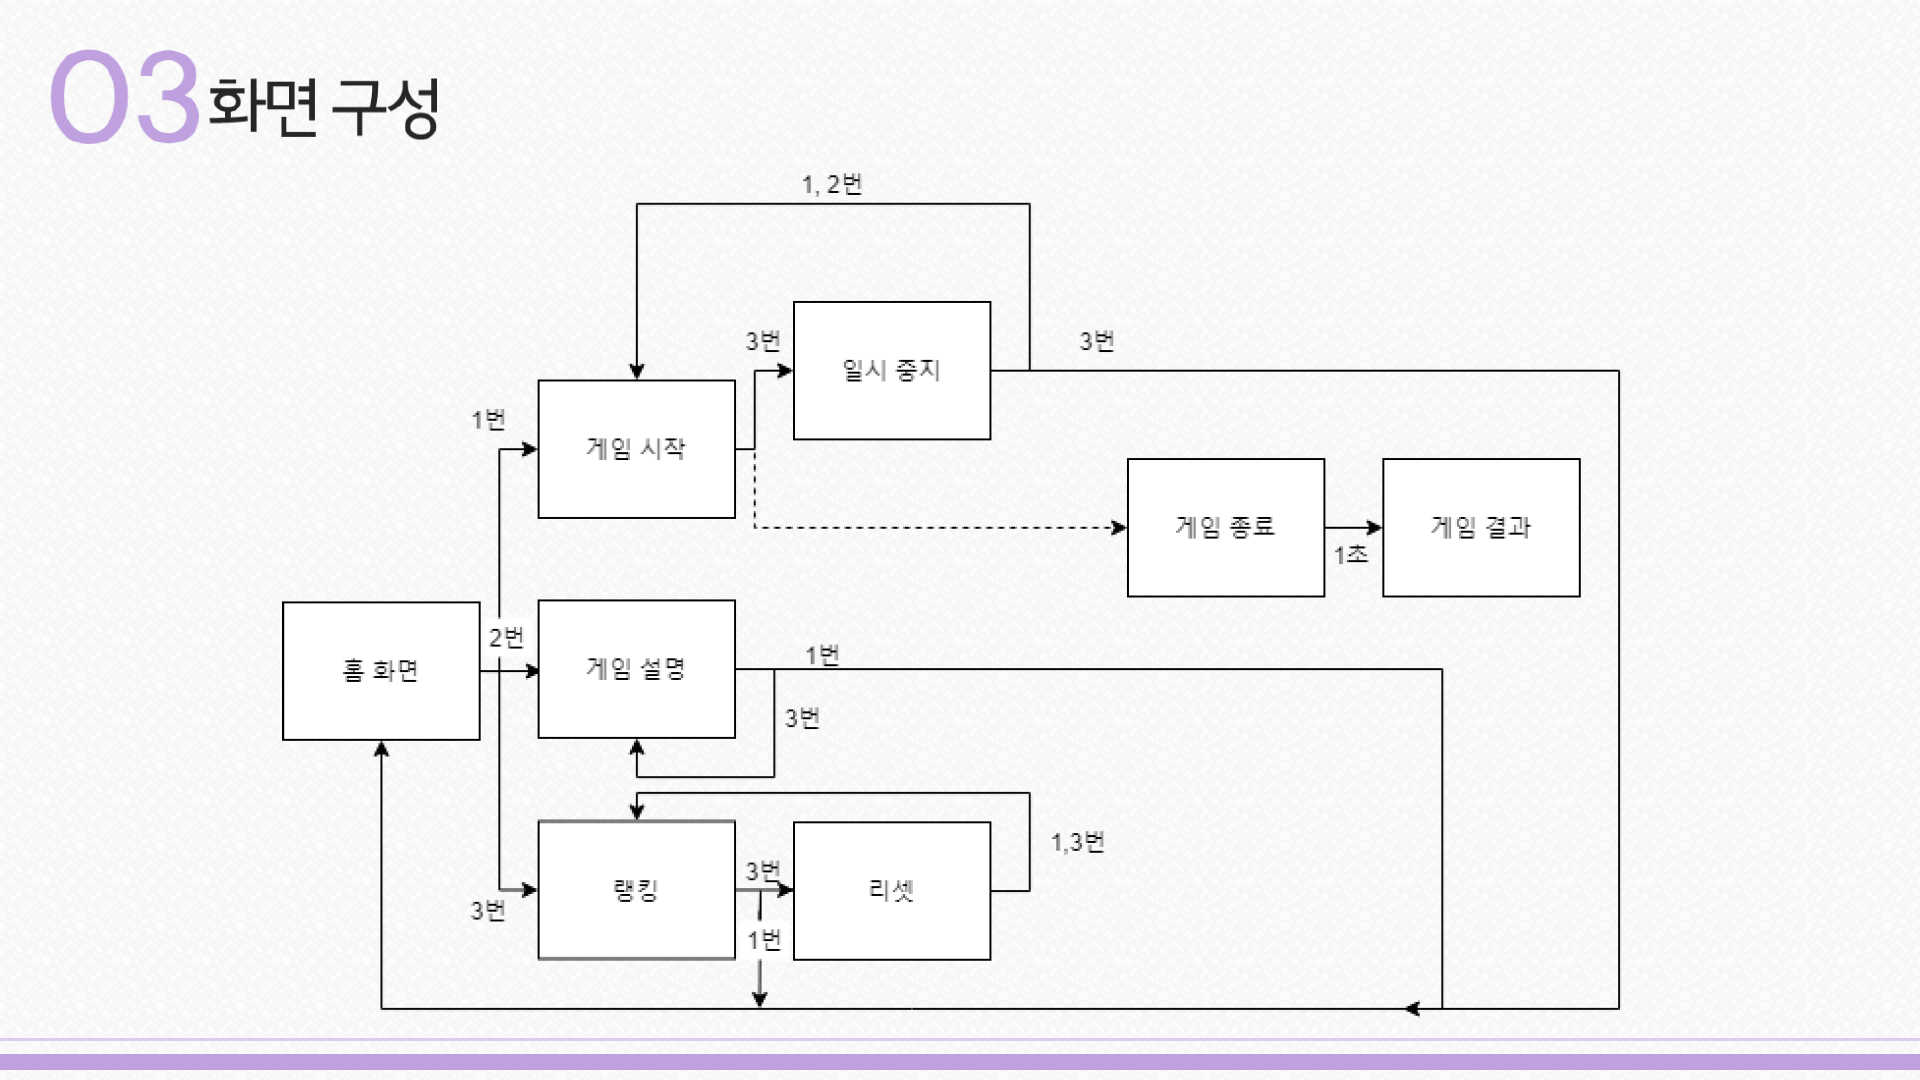 03 화면 구성
1, 2번
3번
3번
일시 중지
1번
게임 시작
게임 종료
1초
게임 결과
2번
홈 화면
게임 설명
1번
3번
1,3번
3번
랭킹
3번
리셋
1번